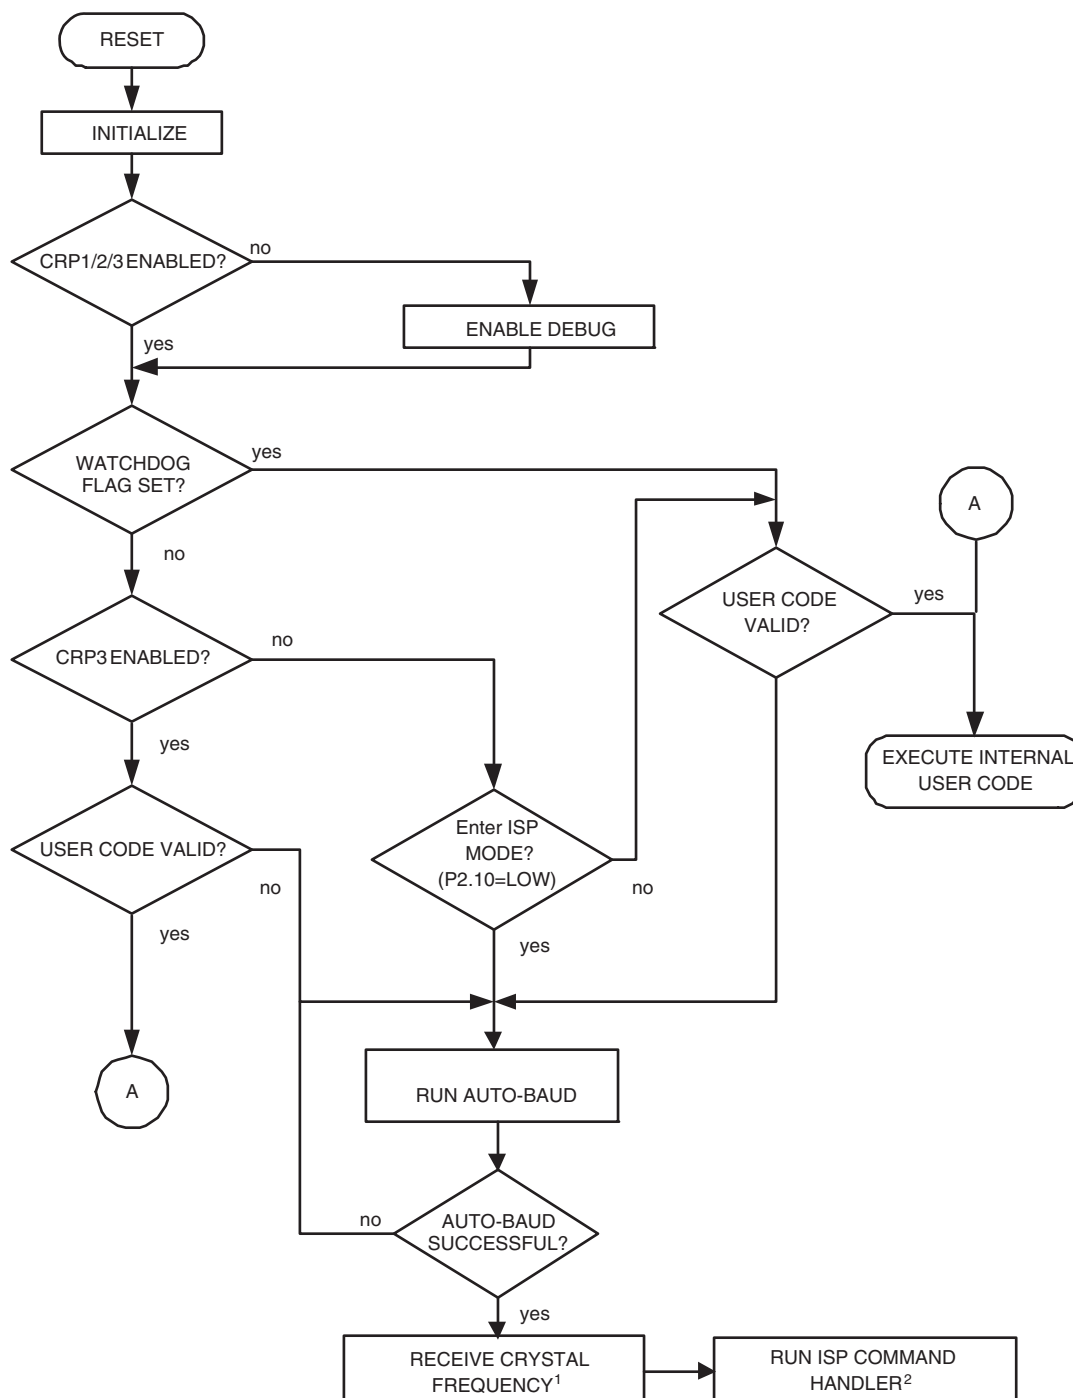 RESET
INITIALIZE
CRP1/2/3 ENABLED?
no
ENABLE DEBUG
yes
WATCHDOG
FLAG SET?
yes
A
no
USER CODE
VALID?
yes
CRP3 ENABLED?
no
yes
EXECUTE INTERNAL
USER CODE
USER CODE VALID?
no
Enter ISP
MODE?
(P2.10=LOW)
no
yes
yes
A
RUN AUTO-BAUD
no
AUTO-BAUD
SUCCESSFUL?
yes
RECEIVE CRYSTAL
FREQUENCY1
RUN ISP COMMAND
HANDLER2